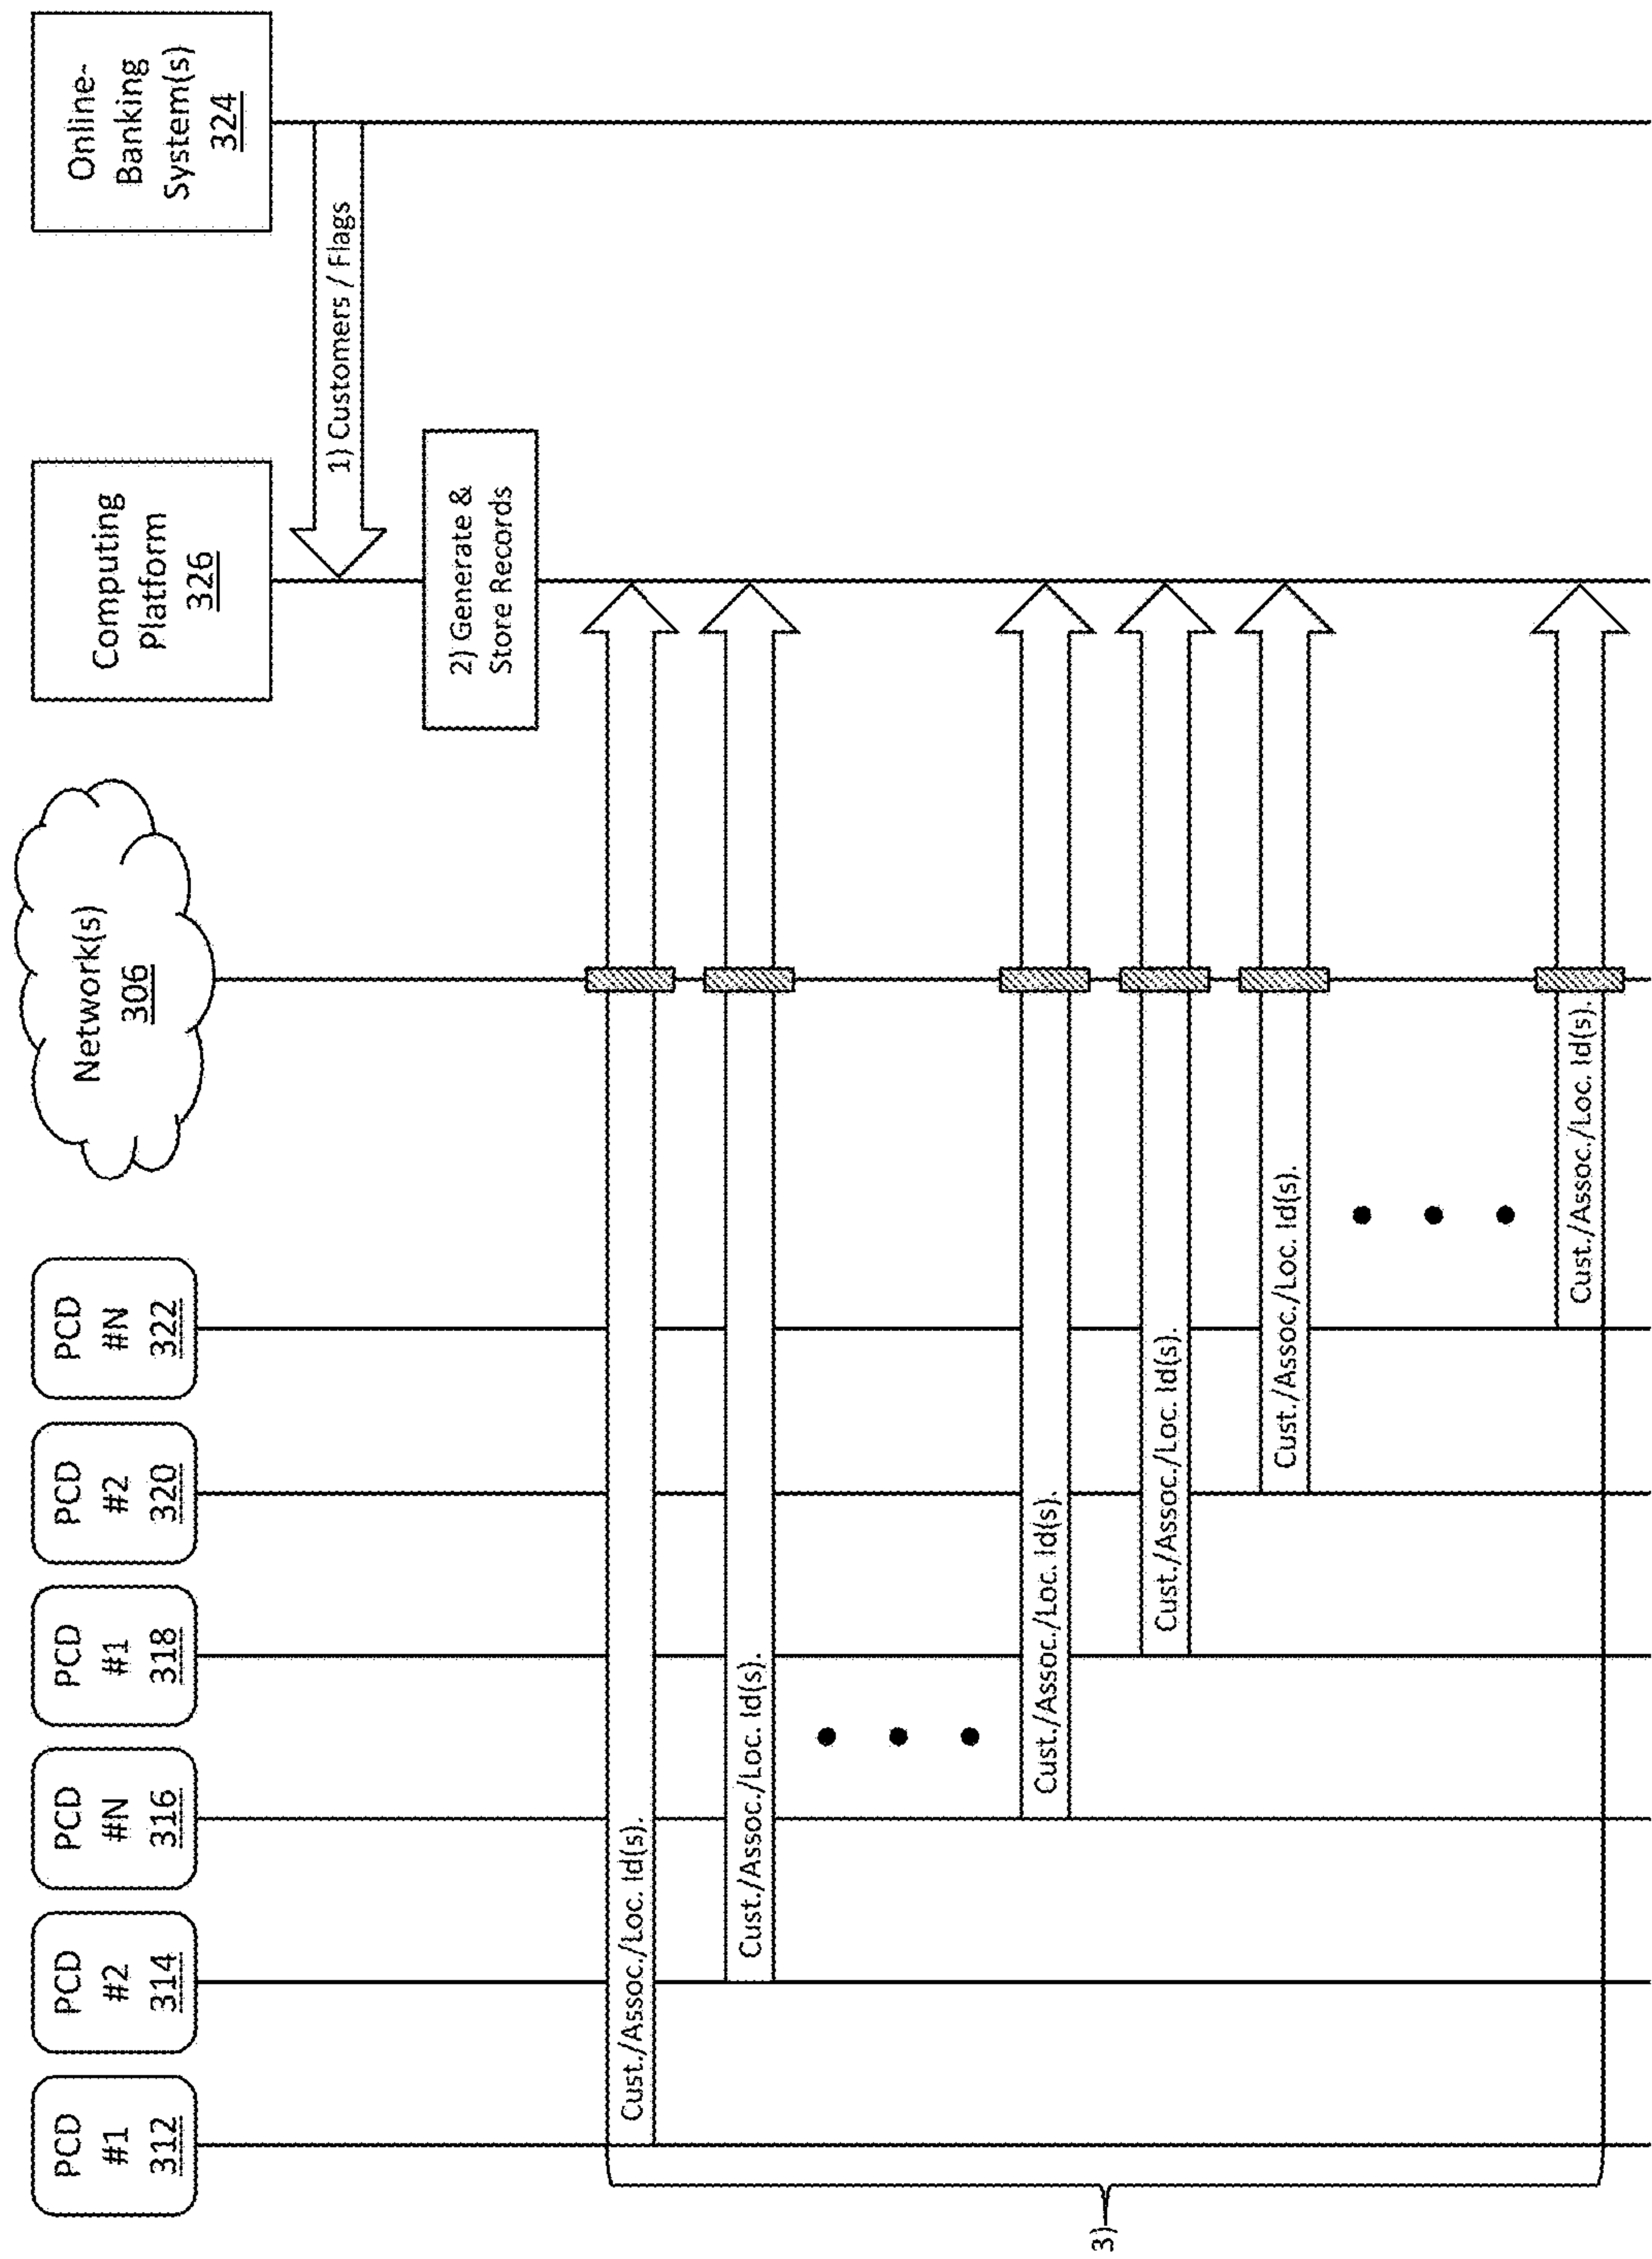 PCD
#1
312
PCD
#2
314
PCD
#N
316
PCD
#1
318
PCD
#2
320
PCD
#N
322
Network(s)
306
Computing
Platform
326
Online-
Banking
System(s)
324
1) Customers / Flags
2) Generate &
Store Records
3)
Cust./Assoc./Loc. Id(s).
Cust./Assoc./Loc. Id(s).
Cust./Assoc./Loc. Id(s).
Cust./Assoc./Loc. Id(s).
Cust./Assoc./Loc. Id(s).
Cust./Assoc./Loc. Id(s).